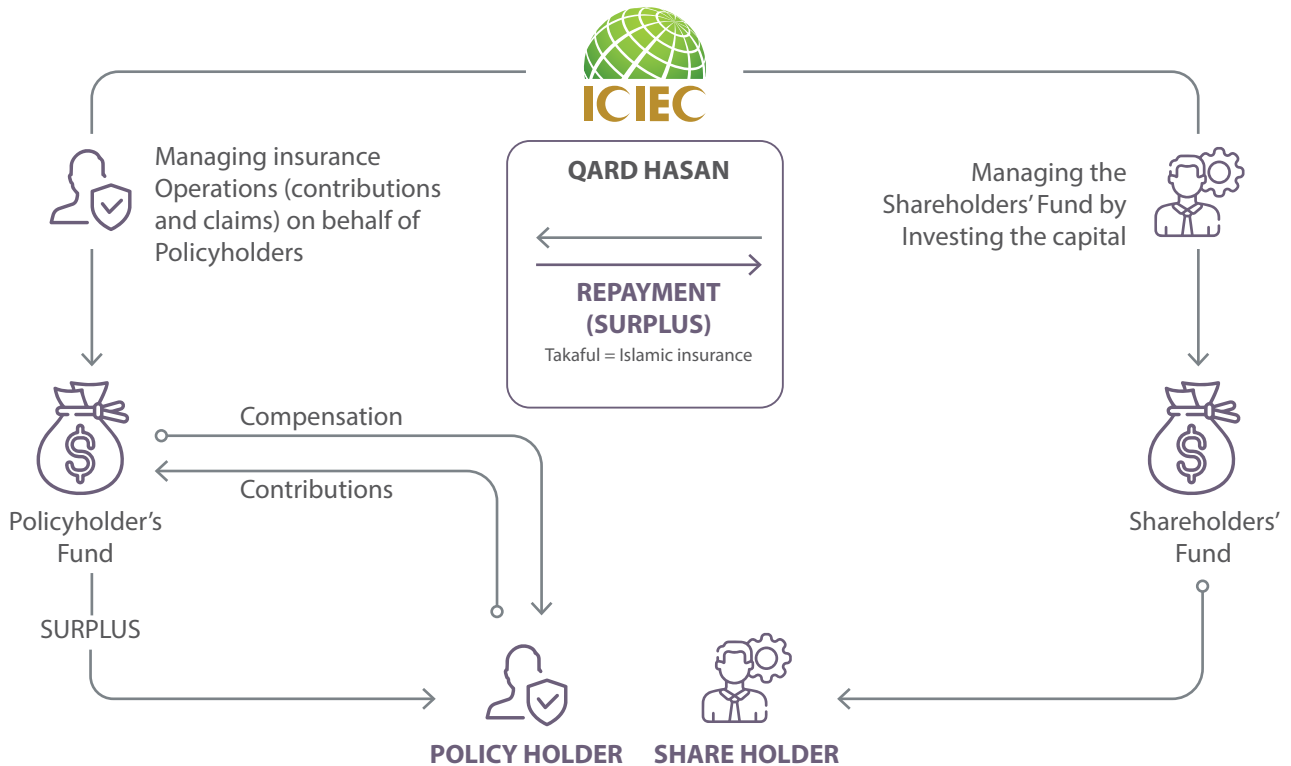 ICIEC
Managing insurance
Operations (contributions
and claims) on behalf of
Policyholders
QARD HASAN
REPAYMENT
(SURPLUS)
Takaful = Islamic insurance
Managing the
Shareholders' Fund by
Investing the capital
$
Policyholder's
Fund
Compensation
Contributions
$
Shareholders'
Fund
SURPLUS
POLICY HOLDER
SHARE HOLDER